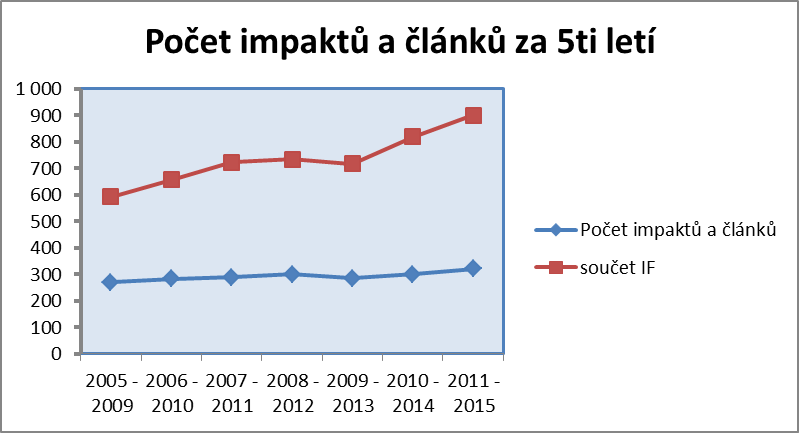 Počet impaktů a článků za 5ti letí
1 000
900
800
700
600
500
400
300
200
100
0
2005 - 2009
2006 - 2010
2007 - 2011
2008 - 2012
2009 - 2013
2010 - 2014
2011 - 2015
Počet impaktů a článků
součet IF